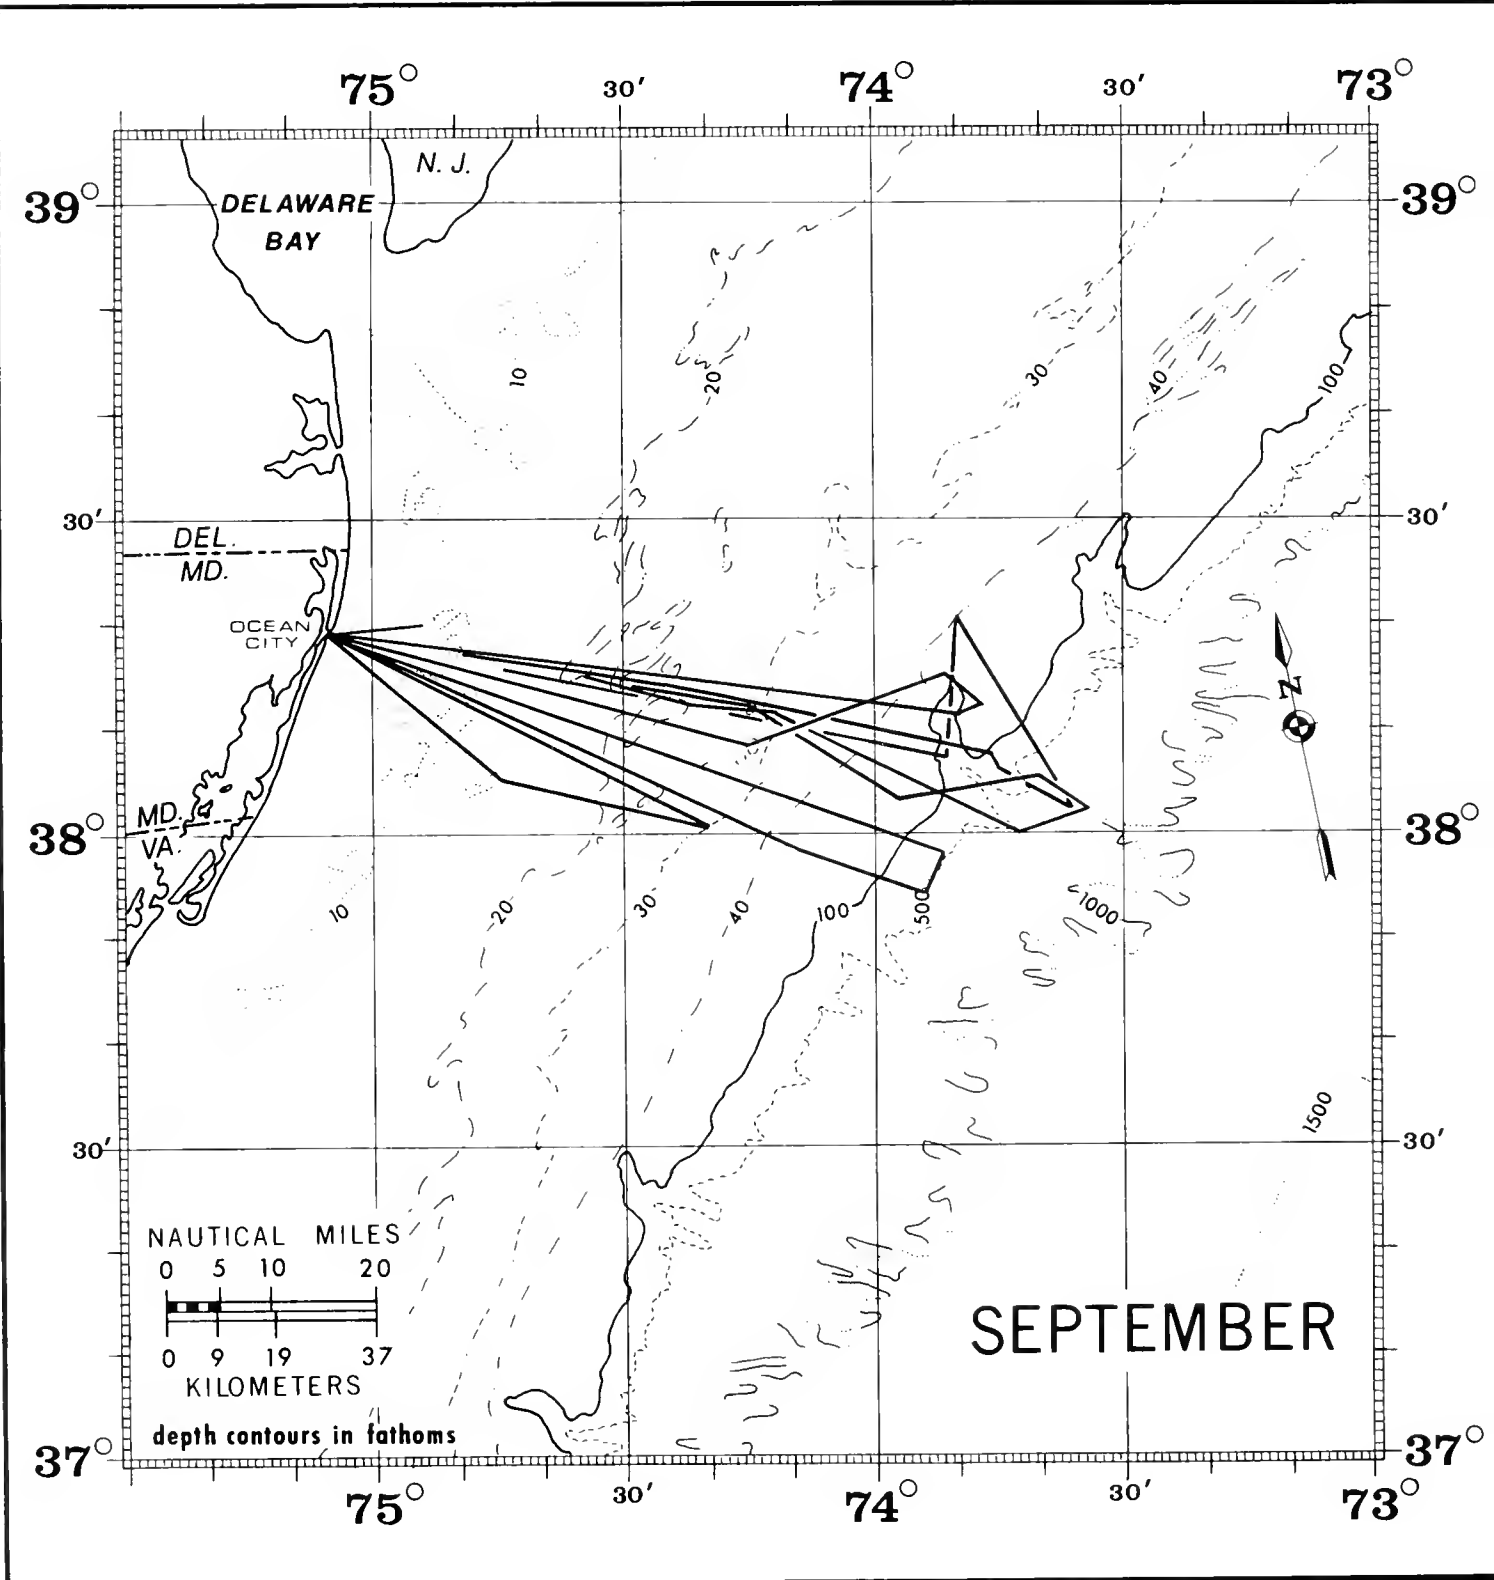 75° 30′ 74° 30′ 73°
N. J.
39° DELAWARE 39°
BAY
10 20 30 40 100
30′ DEL. 30′
MD.
OCEAN
CITY
N
MD.
38° VA. 38°
10 20 30 40 100 500 1000
1500
30′ 30′
NAUTICAL MILES
0 5 10 20
SEPTEMBER
0 9 19 37
KILOMETERS
depth contours in fathoms
37° 37°
75° 30′ 74° 30′ 73°